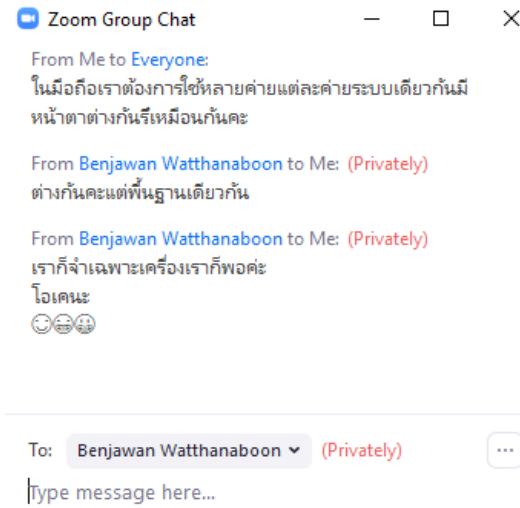 Zoom Group Chat
From Me to Everyone:
ในมือถือเราต้องการใช้หลายค่ายแต่ละค่ายระบบเดียวกันมี
หน้าตาต่างกันรึเหมือนกันคะ
From Benjawan Watthanaboon to Me: (Privately)
ต่างกันคะแต่พื้นฐานเดียวกัน
From Benjawan Watthanaboon to Me: (Privately)
เราก็จำเฉพาะเครื่องเราก็พอค่ะ
โอเคนะ
To: Benjawan Watthanaboon (Privately)
Type message here...